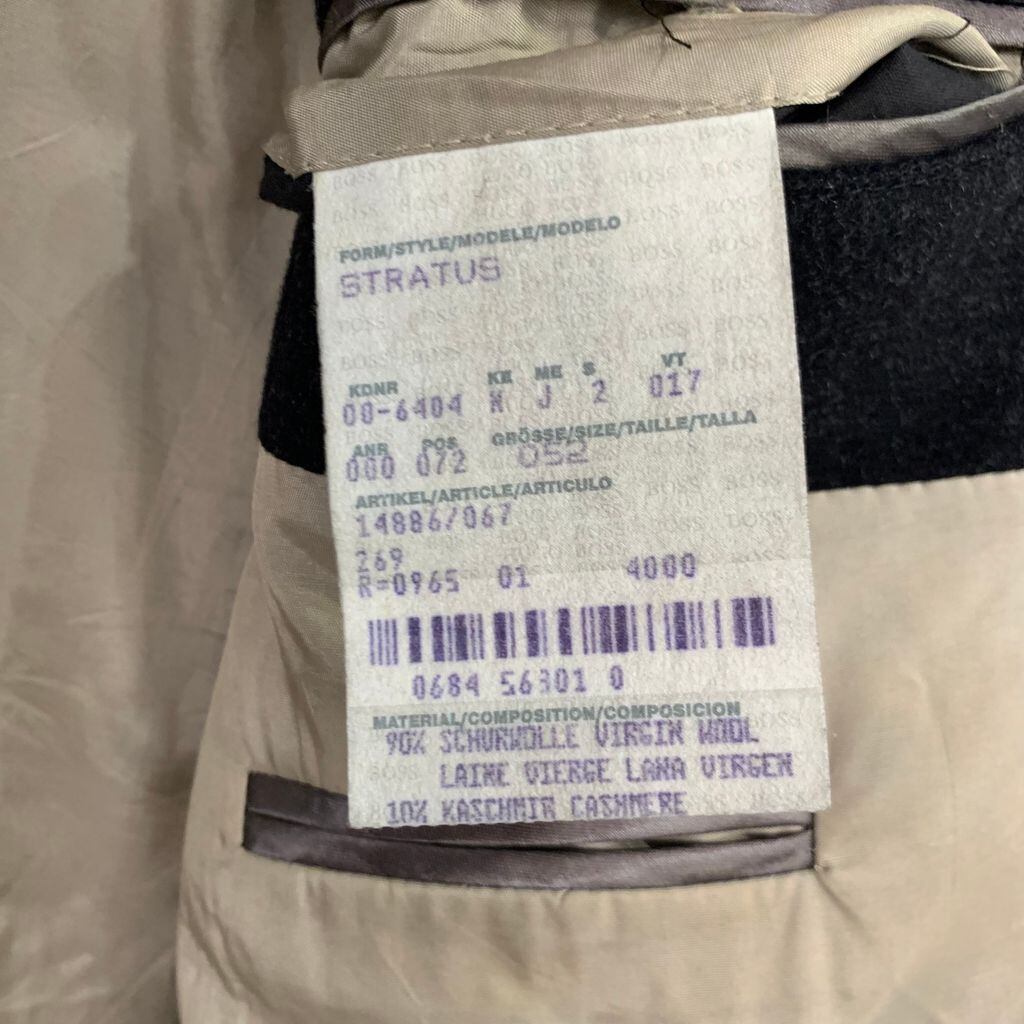 FORM/STYLE/MODELE/MODELO
STRATUS
KDNR KE ME S VT.
00-6404 N J 2 017
ANR POS GRÖSSE/SIZE/TAILLE/TALLA
000 072 052
ARTIKEL/ARTICLE/ARTICULO
14886/067
269
R=0965 01 4000
0684 56301 0
MATERIAL/COMPOSITION/COMPOSICION
90% SCHURWOLLE VIRGIN WOOL
LAINE VIERGE LANA VIRGEN
10% KASCHMIR CASHMERE